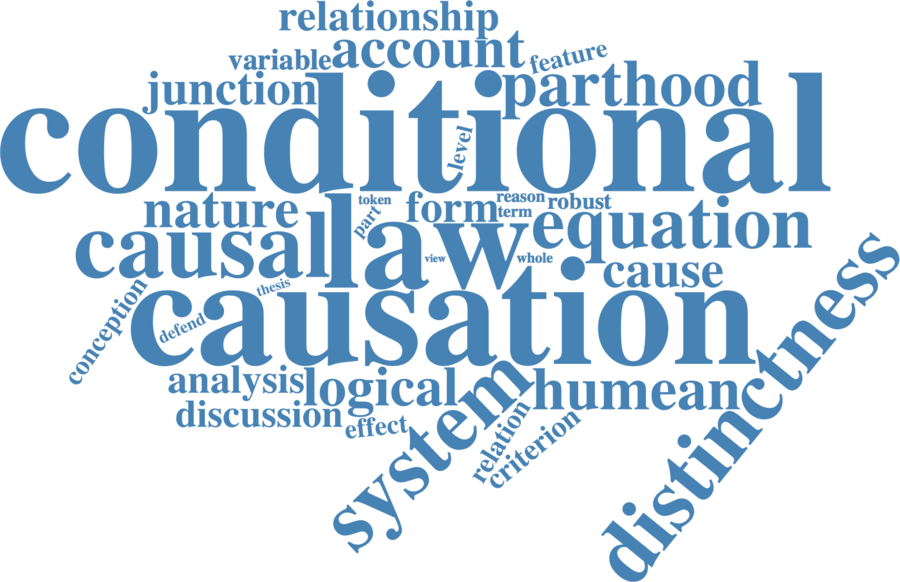 relationship
account
variable
feature
junction
parthood
conditional
level
token
reason
robust
nature
part
form
term
equation
causal
law
view
whole
cause
distinctness
thesis
conception
defend
causation
analysis
logical
system
humean
discussion
effect
relation
criterion